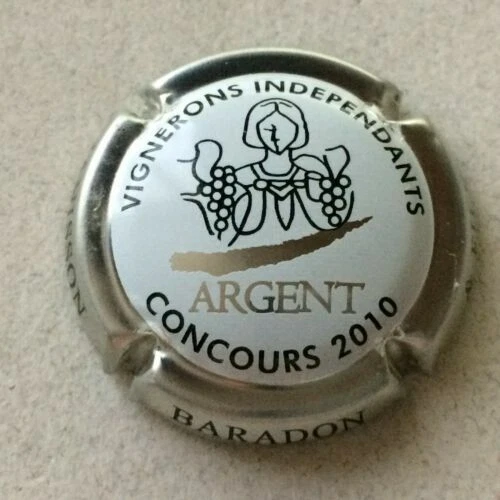 VIGNERONS INDEPENDANTS
ARGENT
CONCOURS 2010
BARADON